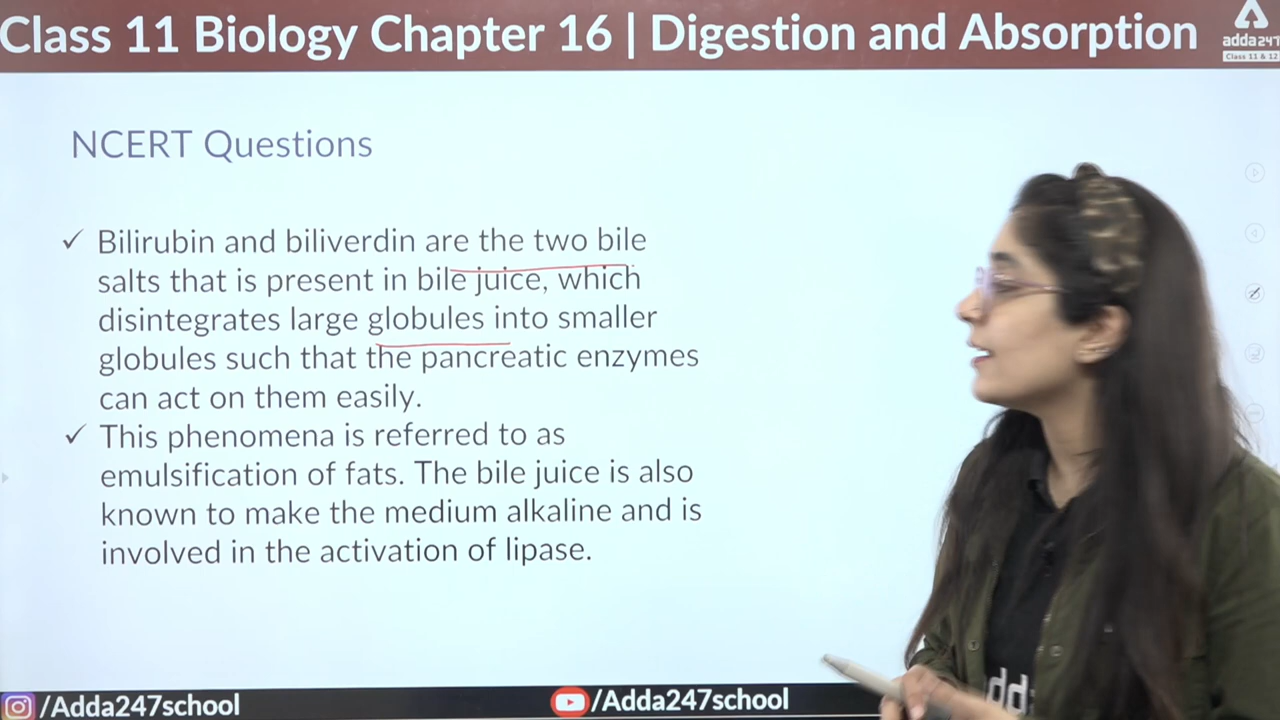 Class 11 Biology Chapter 16 | Digestion and Absorption
adda247
Class 11 & 12
NCERT Questions
✓ Bilirubin and biliverdin are the two bile
salts that is present in bile juice, which
disintegrates large globules into smaller
globules such that the pancreatic enzymes
can act on them easily.
✓ This phenomena is referred to as
emulsification of fats. The bile juice is also
known to make the medium alkaline and is
involved in the activation of lipase.
/Adda247school
/Adda247school